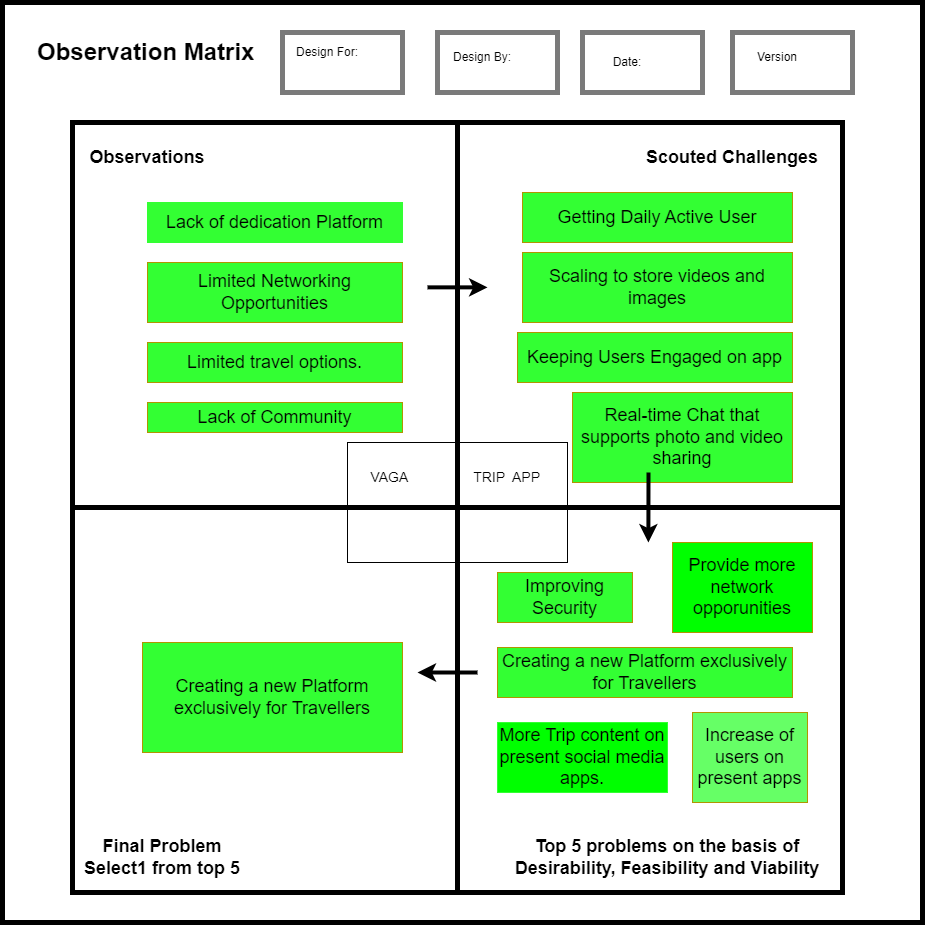 Observation Matrix
Design For:
Design By:
Date:
Version
Observations
Lack of dedication Platform
Limited Networking
Opportunities
Limited travel options.
Lack of Community
Scouted Challenges
Getting Daily Active User
Scaling to store videos and
images
Keeping Users Engaged on app
Real-time Chat that
supports photo and video
sharing
VAGA
TRIP APP
Improving
Security
Provide more
network
opporunities
Creating a new Platform exclusively
for Travellers
More Trip content on
present social media
apps.
Increase of
users on
present apps
Top 5 problems on the basis of
Desirability, Feasibility and Viability
Creating a new Platform
exclusively for Travellers
Final Problem
Select1 from top 5